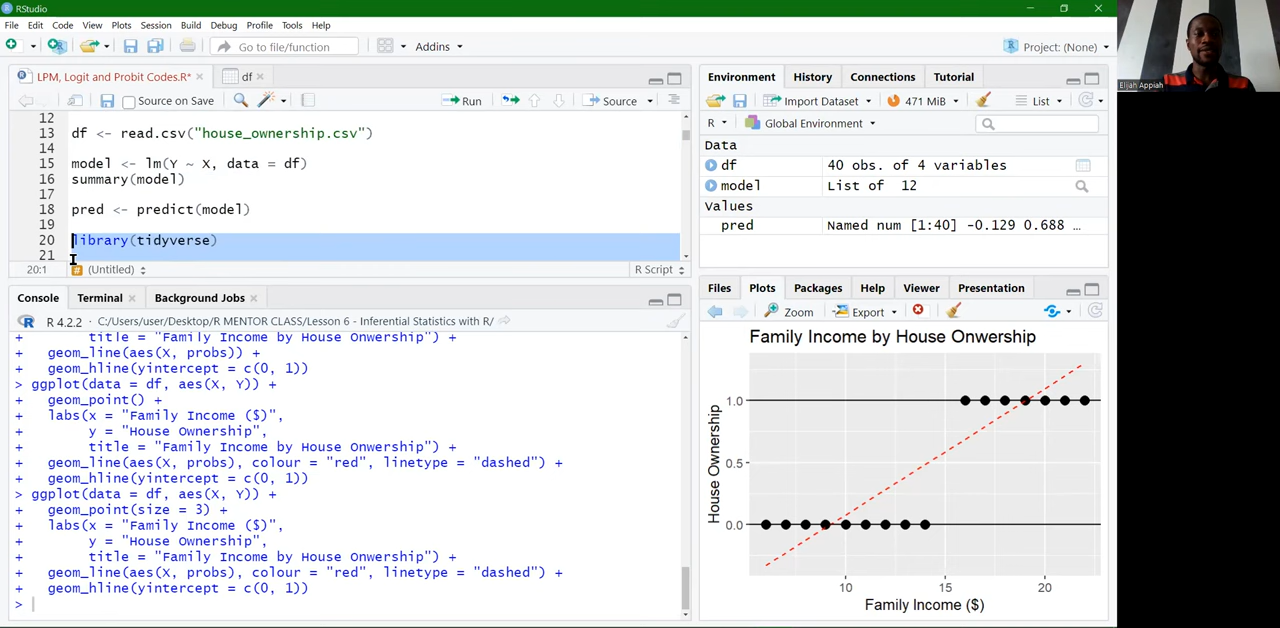 RStudio
File Edit Code View Plots Session Build Debug Profile Tools Help
Go to file/function Addins Project: (None)
LPM, Logit and Probit Codes.R* df
Source on Save Run Source
12
13 df <- read.csv("house_ownership.csv")
14
15 model <- lm(Y ~ X, data = df)
16 summary(model)
17
18 pred <- predict(model)
19
20 library(tidyverse)
21
20:1 (Untitled) R Script
Console Terminal Background Jobs
R 4.2.2 · C:/Users/user/Desktop/R MENTOR CLASS/Lesson 6 - Inferential Statistics with R/
+ title = "Family Income by House Onwership") +
+ geom_line(aes(X, probs)) +
+ geom_hline(yintercept = c(0, 1))
> ggplot(data = df, aes(X, Y)) +
+ geom_point() +
+ labs(x = "Family Income ($)",
+ y = "House Ownership",
+ title = "Family Income by House Onwership") +
+ geom_line(aes(X, probs), colour = "red", linetype = "dashed") +
+ geom_hline(yintercept = c(0, 1))
> ggplot(data = df, aes(X, Y)) +
+ geom_point(size = 3) +
+ labs(x = "Family Income ($)",
+ y = "House Ownership",
+ title = "Family Income by House Onwership") +
+ geom_line(aes(X, probs), colour = "red", linetype = "dashed") +
+ geom_hline(yintercept = c(0, 1))
>
Environment History Connections Tutorial
Import Dataset 471 MiB List
R Global Environment
Data
df 40 obs. of 4 variables
model List of 12
Values
pred Named num [1:40] -0.129 0.688 …
Files Plots Packages Help Viewer Presentation
Zoom Export
Family Income by House Onwership
House Ownership
1.0
0.5
0.0
10 15 20
Family Income ($)
Elijah Appiah